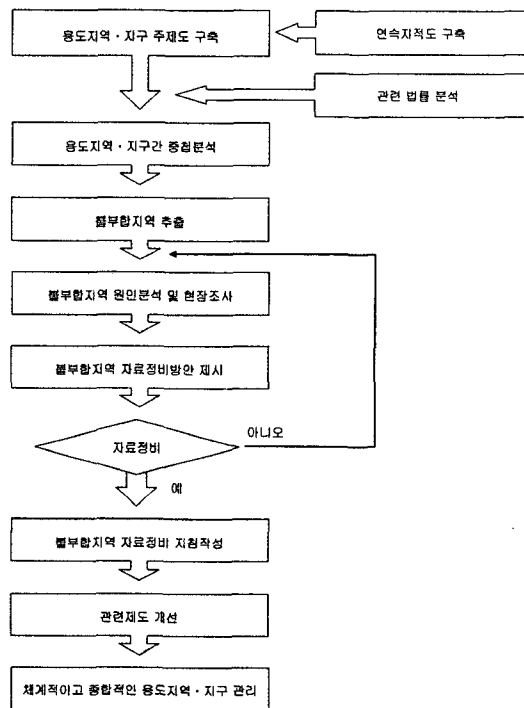 용도지역·지구 주제도 구축
연속지적도 구축
관련 법률 분석
용도지역·지구간 중첩분석
불부합지역 추출
불부합지역 원인분석 및 현장조사
불부합지역 자료정비방안 제시
자료정비
아니오
예
불부합지역 자료정비 지침작성
관련제도 개선
체계적이고 종합적인 용도지역·지구 관리